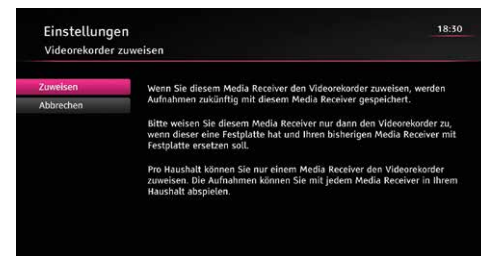 Einstellungen
18:30
Videorekorder zuweisen
Zuweisen
Abbrechen
Wenn Sie diesem Media Receiver den Videorekorder zuweisen, werden
Aufnahmen zukünftig mit diesem Media Receiver gespeichert.
Bitte weisen Sie diesem Media Receiver nur dann den Videorekorder zu,
wenn dieser eine Festplatte hat und Ihren bisherigen Media Receiver mit
Festplatte ersetzen soll.
Pro Haushalt können Sie nur einem Media Receiver den Videorekorder
zuweisen. Die Aufnahmen können Sie mit jedem Media Receiver in Ihrem
Haushalt abspielen.